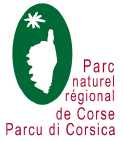 Parc
naturel
régional
de Corse
Parcu di Corsica